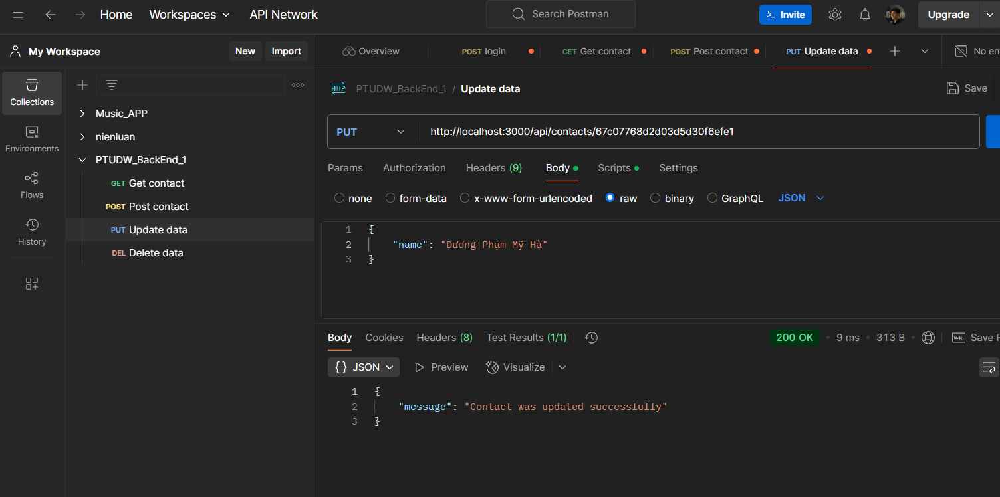 Home Workspaces API Network Search Postman Invite Upgrade
My Workspace New Import
Overview POST login GET Get contact POST Post contact PUT Update data No en
Collections
Environments
Flows
History
Music_APP
nienluan
PTUDW_BackEnd_1
GET Get contact
POST Post contact
PUT Update data
DEL Delete data
HTTP PTUDW_BackEnd_1 / Update data Save
PUT http://localhost:3000/api/contacts/67c07768d2d03d5d30f6efe1
Params Authorization Headers (9) Body Scripts Settings
none form-data x-www-form-urlencoded raw binary GraphQL JSON
1 {
2 "name": "Dương Phạm Mỹ Hà"
3 }
Body Cookies Headers (8) Test Results (1/1) 200 OK 9 ms 313 B e.g. Save R
{} JSON Preview Visualize
1 {
2 "message": "Contact was updated successfully"
3 }